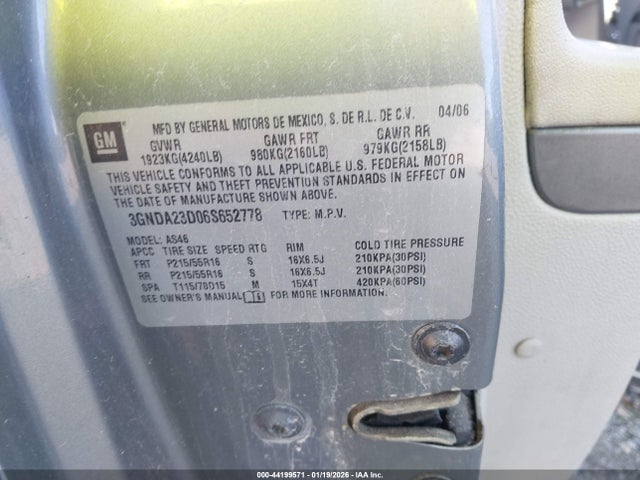 GM
MFD BY GENERAL MOTORS DE MEXICO, S. DE R.L. DE C.V. 04/06
GVWR GAWR FRT GAWR RR
1923KG(4240LB) 980KG(2160LB) 979KG(2158LB)
THIS VEHICLE CONFORMS TO ALL APPLICABLE U.S. FEDERAL MOTOR
VEHICLE SAFETY AND THEFT PREVENTION STANDARDS IN EFFECT ON
THE DATE OF MANUFACTURE SHOWN ABOVE.
3GNDA23D06S652778 TYPE: M.P.V.
MODEL: AS46
APCC TIRE SIZE SPEED RTG RIM COLD TIRE PRESSURE
FRT P215/55R16 S 16X6.5J 210KPA(30PSI)
RR P215/55R16 S 16X6.5J 210KPA(30PSI)
SPA T115/70D15 M 15X4T 420KPA(60PSI)
SEE OWNER'S MANUAL FOR MORE INFORMATION.
000-44199571 - 01/19/2026 - IAA Inc.